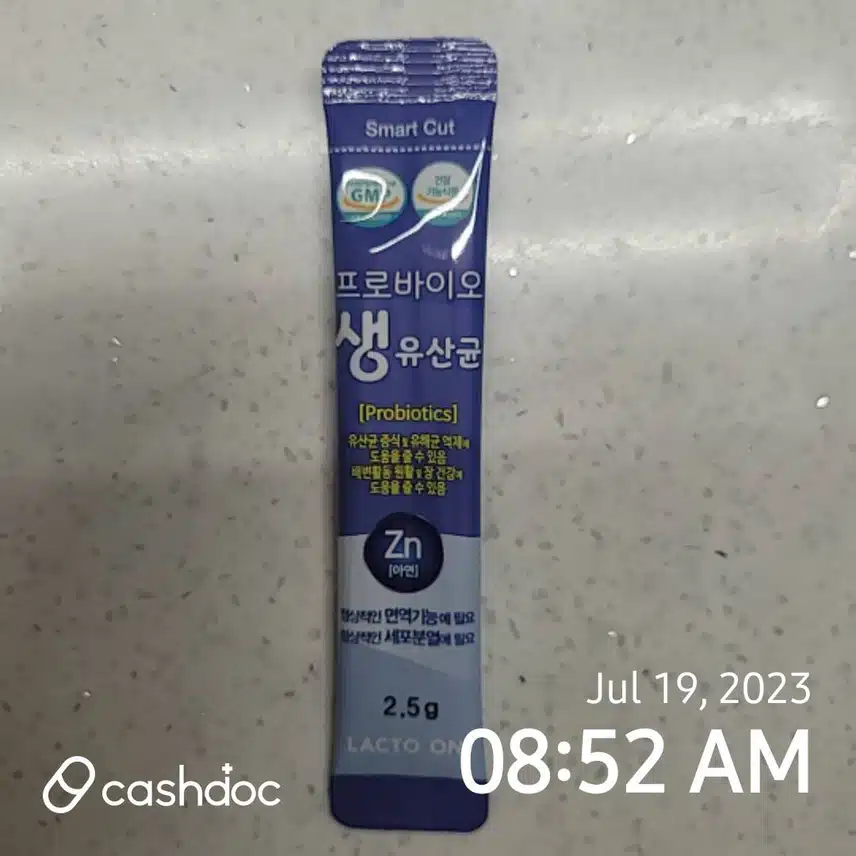 Smart Cut
GMP
건강
기능식품
프로바이오
생 유산균
[Probiotics]
유산균 증식 및 유해균 억제에
도움을 줄 수 있음
배변활동 원활 및 장 건강에
도움을 줄 수 있음
Zn
[아연]
정상적인 면역기능에 필요
정상적인 세포분열에 필요
2.5g
LACTO ON
Jul 19, 2023
08:52 AM
cashdoc